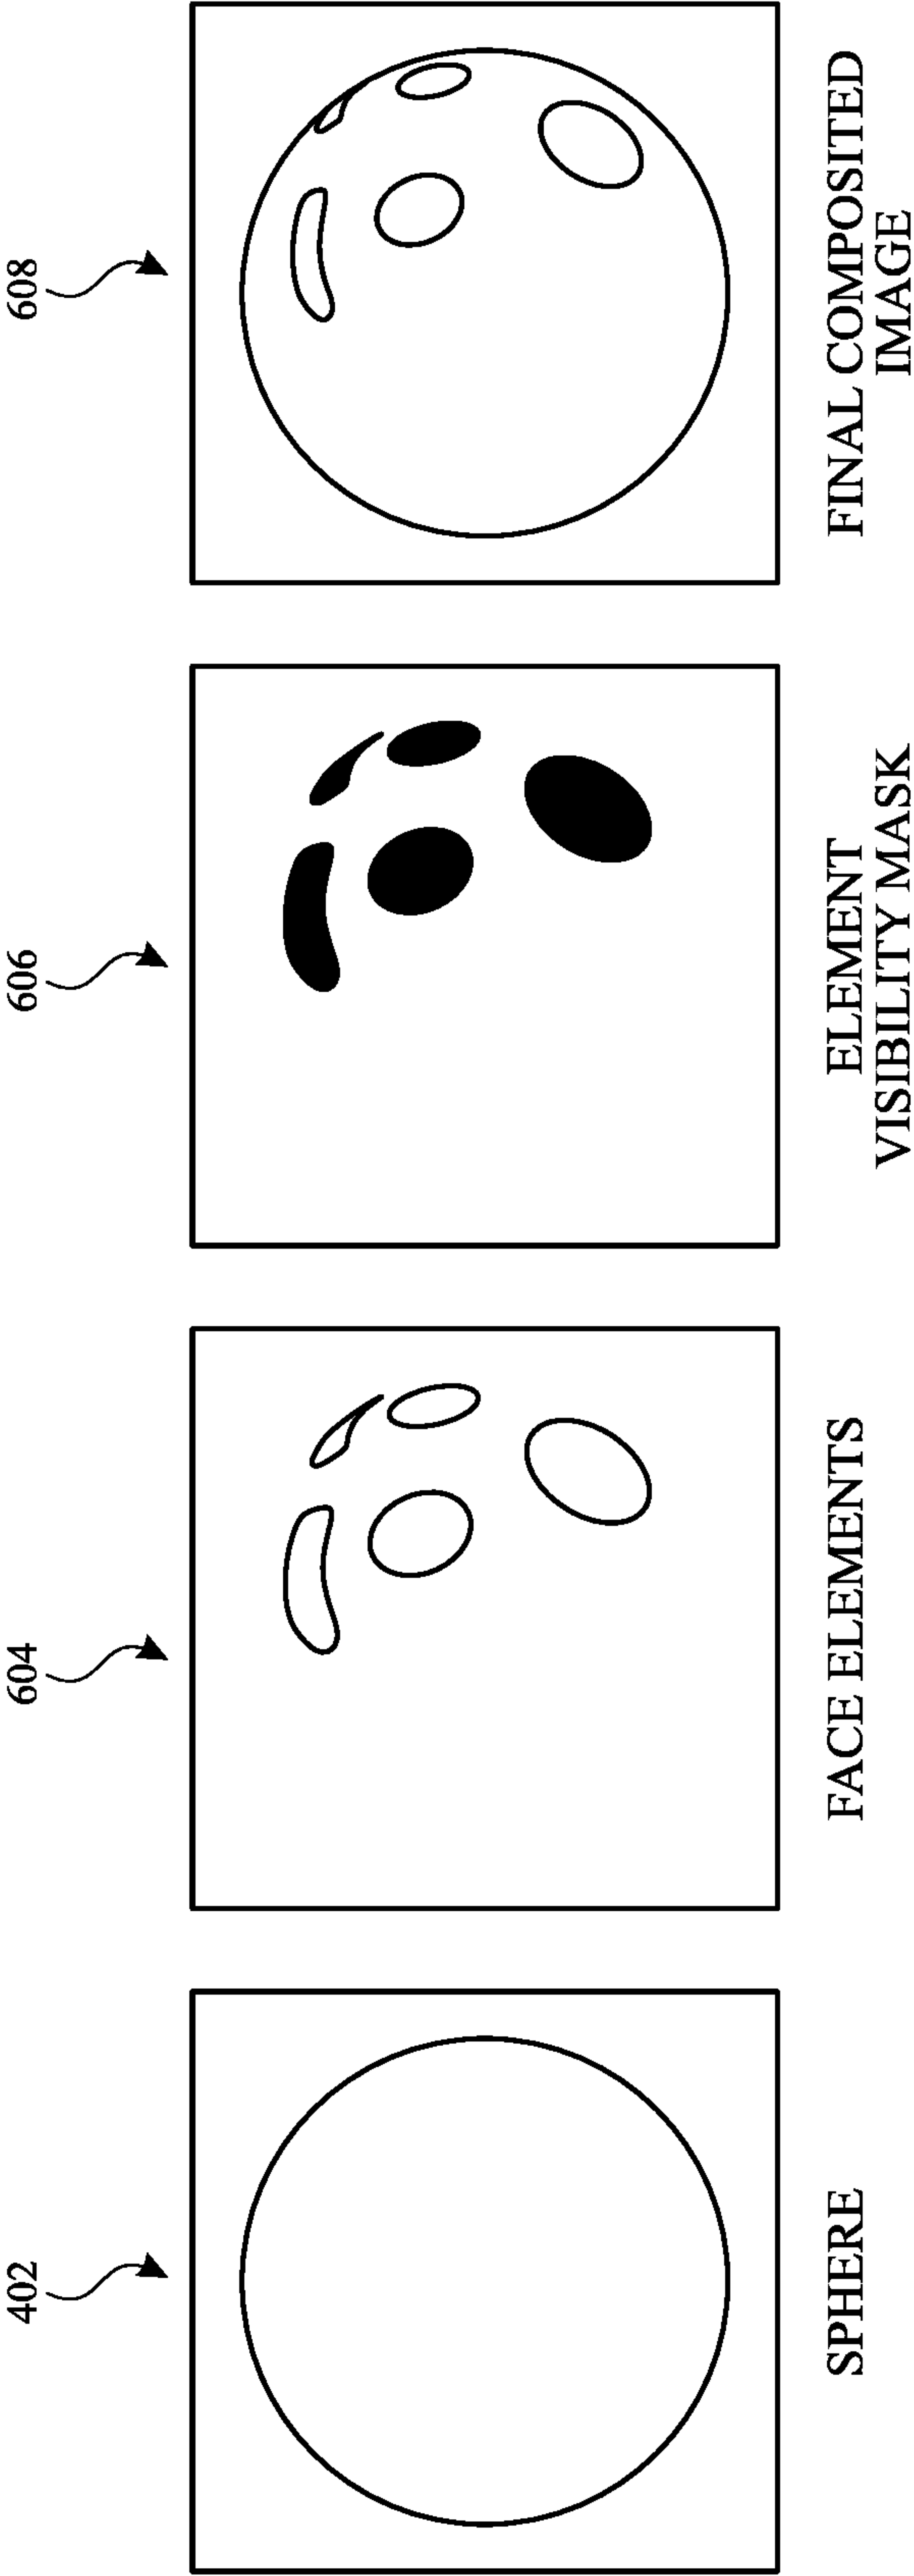 402
604
606
608
SPHERE
FACE ELEMENTS
ELEMENT
VISIBILITY MASK
FINAL COMPOSITED
IMAGE